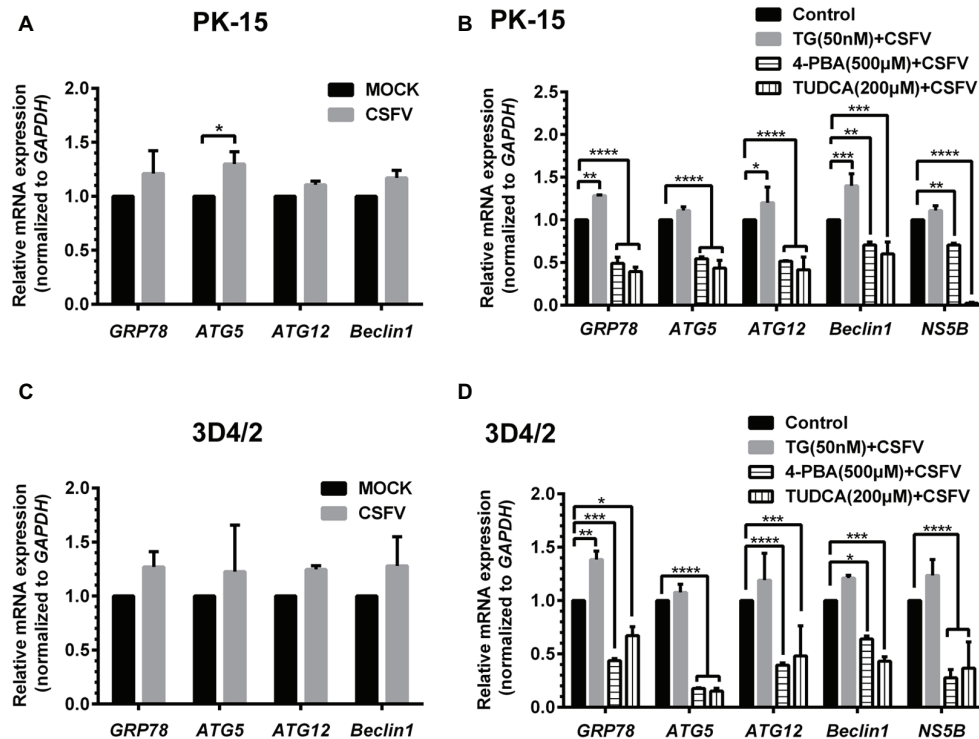 A
PK-15
Relative mRNA expression
(normalized to GAPDH)
2.0
1.5
1.0
0.5
0.0
MOCK
CSFV
*
GRP78 ATG5 ATG12 Beclin1
B
PK-15
Control
TG(50nM)+CSFV
4-PBA(500μM)+CSFV
TUDCA(200μM)+CSFV
Relative mRNA expression
(normalized to GAPDH)
2.5
2.0
1.5
1.0
0.5
0.0
****
**
****
****
*
***
**
***
****
**
GRP78 ATG5 ATG12 Beclin1 NS5B
C
3D4/2
Relative mRNA expression
(normalized to GAPDH)
2.0
1.5
1.0
0.5
0.0
MOCK
CSFV
GRP78 ATG5 ATG12 Beclin1
D
3D4/2
Control
TG(50nM)+CSFV
4-PBA(500μM)+CSFV
TUDCA(200μM)+CSFV
Relative mRNA expression
(normalized to GAPDH)
2.0
1.5
1.0
0.5
0.0
*
***
**
****
***
****
***
*
****
GRP78 ATG5 ATG12 Beclin1 NS5B